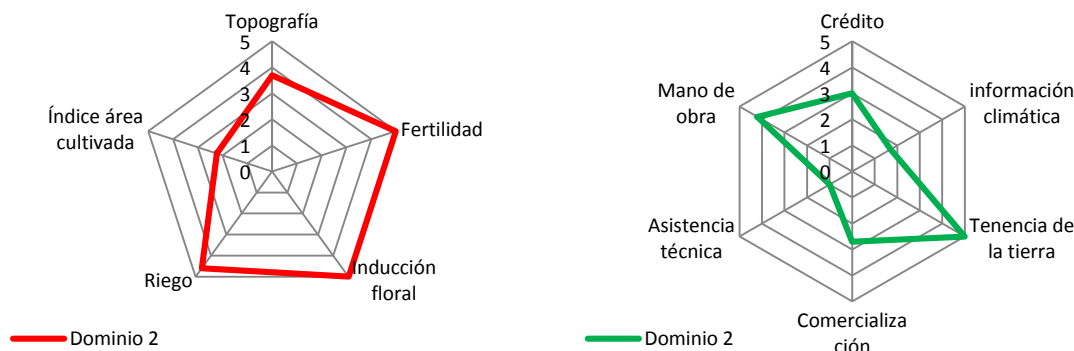 Topografía
5
4
3
2
1
0
Fertilidad
Inducción
floral
Riego
Índice área
cultivada
Dominio 2
Crédito
5
4
3
2
1
0
información
climática
Tenencia de
la tierra
Comercializa
ción
Asistencia
técnica
Mano de
obra
Dominio 2